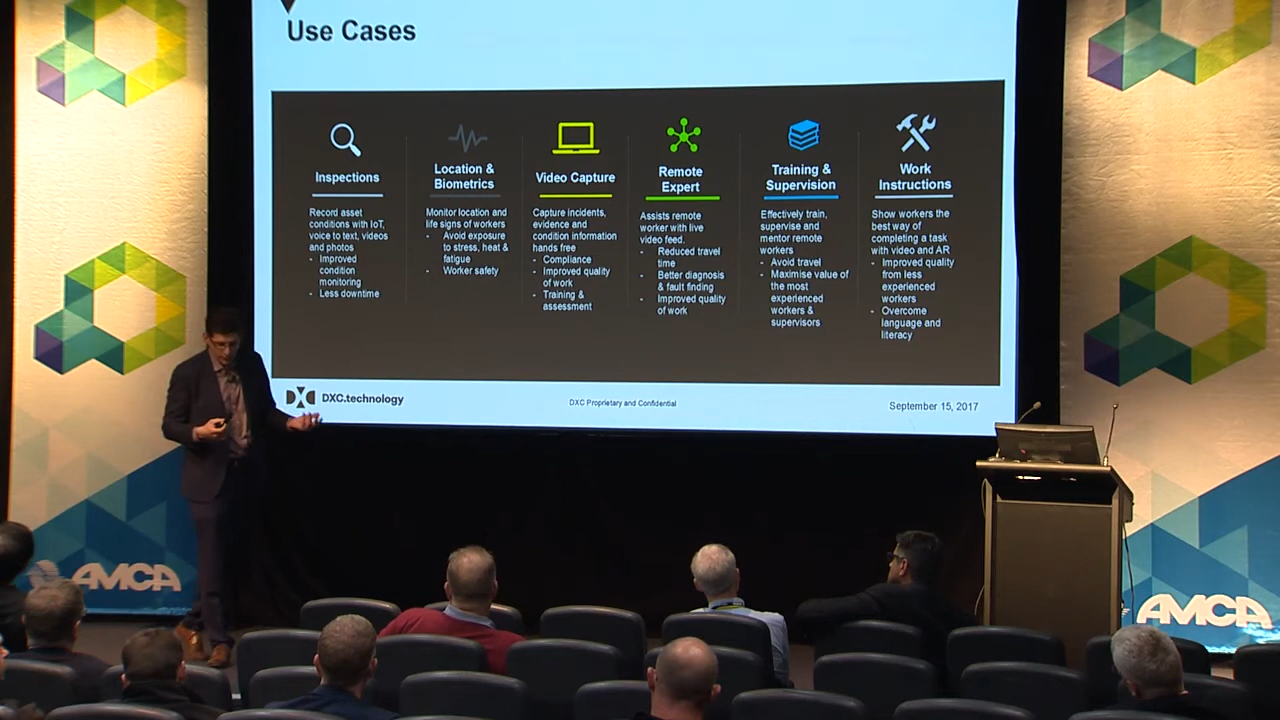 Use Cases
Inspections
Record asset
conditions with IoT,
voice to text, videos
and photos
- Improved
condition
monitoring
- Less downtime
Location &
Biometrics
Monitor location and
life signs of workers
- Avoid exposure
to stress, heat &
fatigue
- Worker safety
Video Capture
Capture incidents,
evidence and
condition information
hands free
- Compliance
- Improved quality
of work
- Training &
assessment
Remote
Expert
Assists remote
worker with live
video feed.
- Reduced travel
time
- Better diagnosis
& fault finding
- Improved quality
of work
Training &
Supervision
Effectively train,
supervise and
mentor remote
workers
- Avoid travel
- Maximise value of
the most
experienced
workers &
supervisors
Work
Instructions
Show workers the
best way of
completing a task
with video and AR
- Improved quality
from less
experienced
workers
- Overcome
language and
literacy
DXC.technology
DXC Proprietary and Confidential
September 15, 2017
AMCA
AMCA